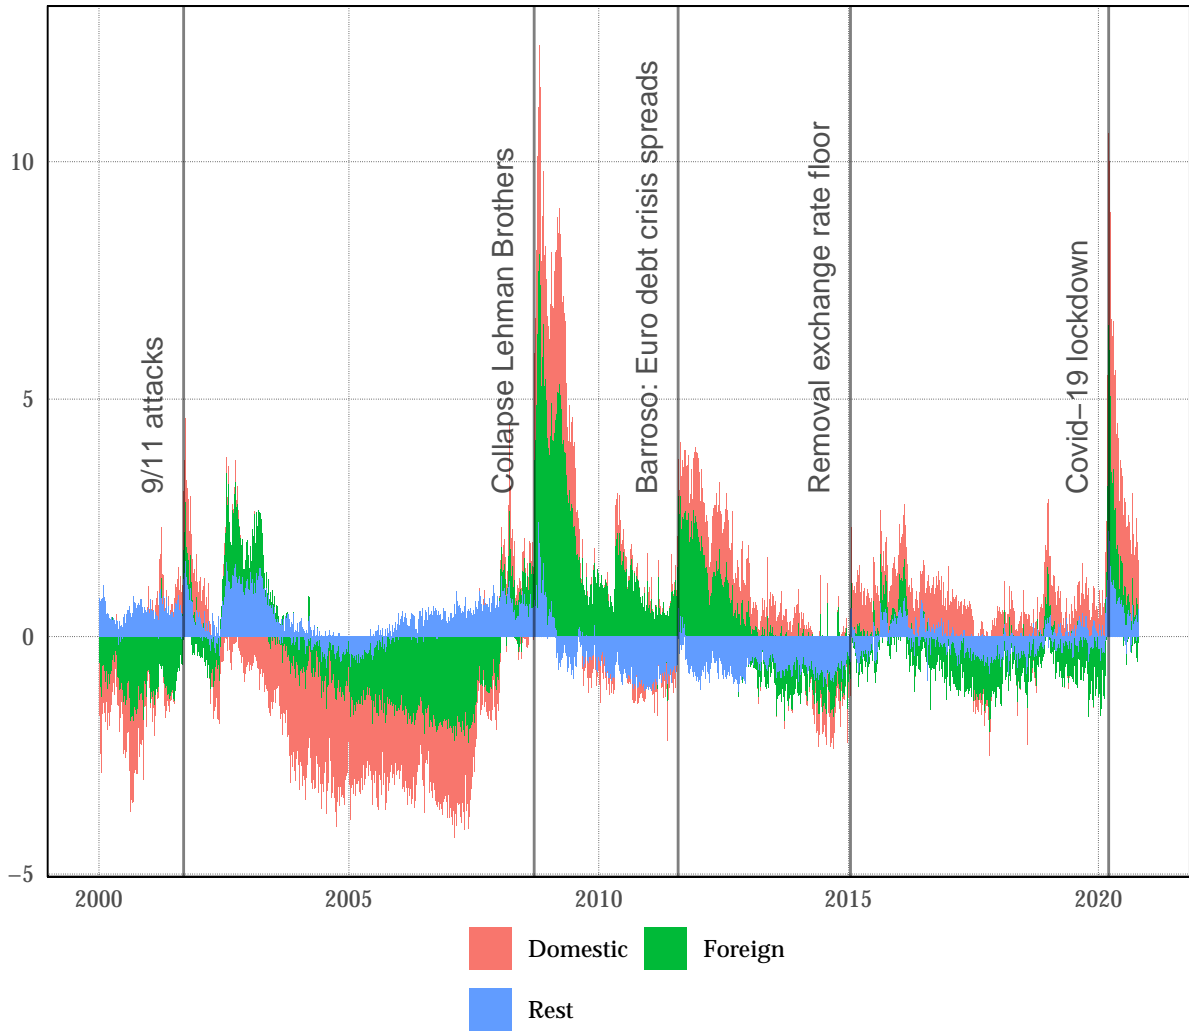 10
5
0
−5
9/11 attacks
Collapse Lehman Brothers
Barroso: Euro debt crisis spreads
Removal exchange rate floor
Covid−19 lockdown
2000
2005
2010
2015
2020
Domestic
Foreign
Rest